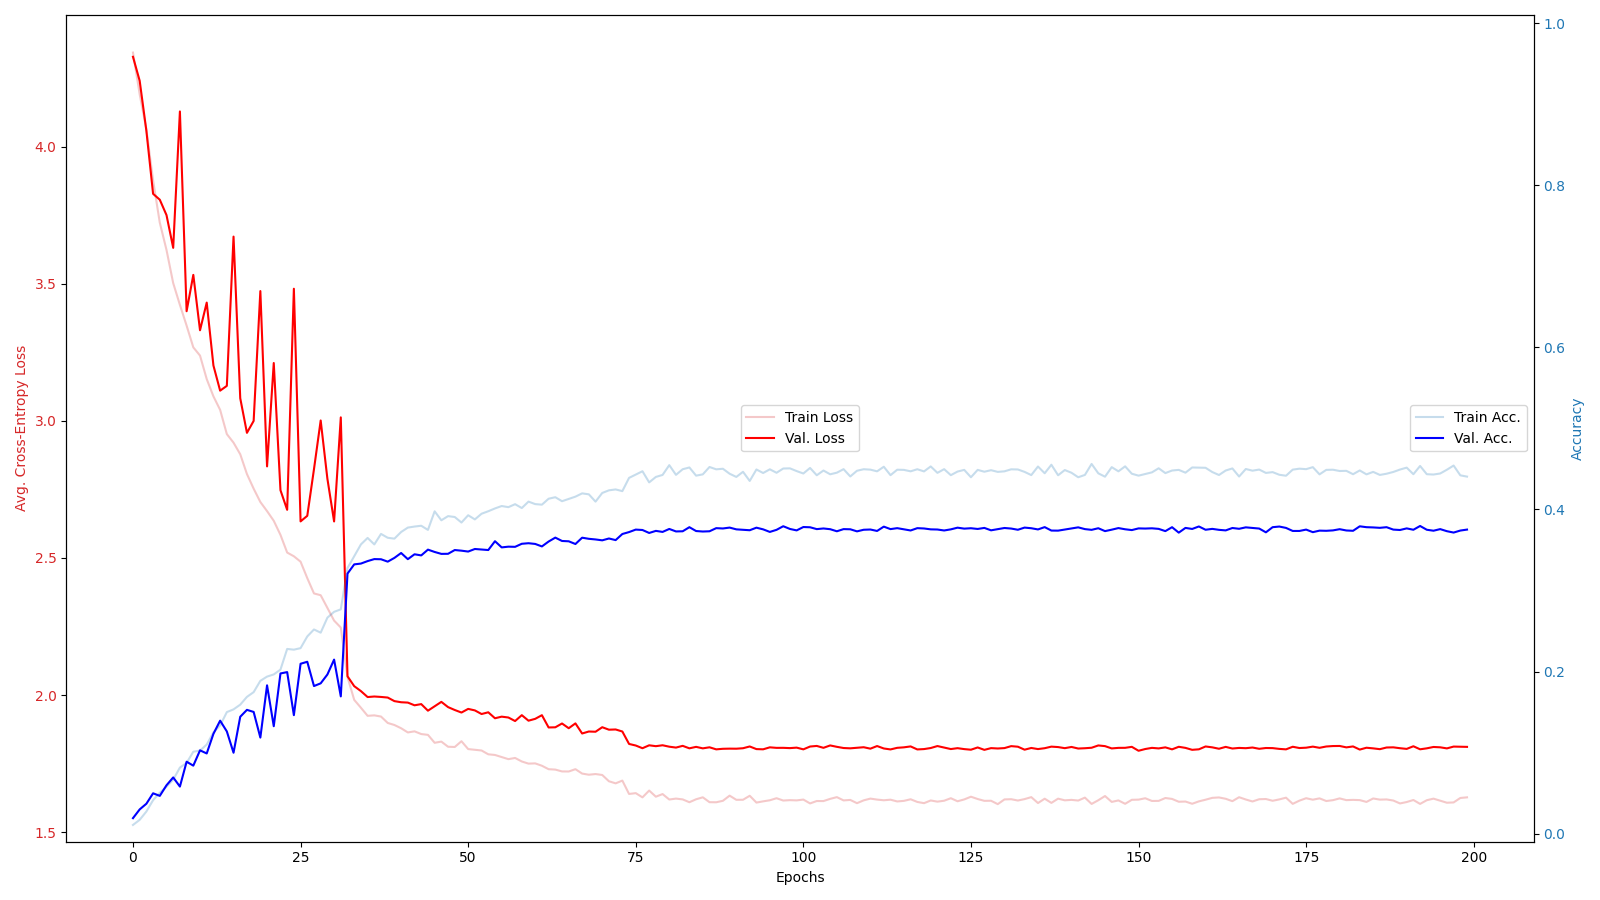 Avg. Cross-Entropy Loss
4.0
3.5
3.0
2.5
2.0
1.5
Train Loss
Val. Loss
Train Acc.
Val. Acc.
1.0
0.8
0.6
0.4
0.2
0.0
Accuracy
0 25 50 75 100 125 150 175 200
Epochs